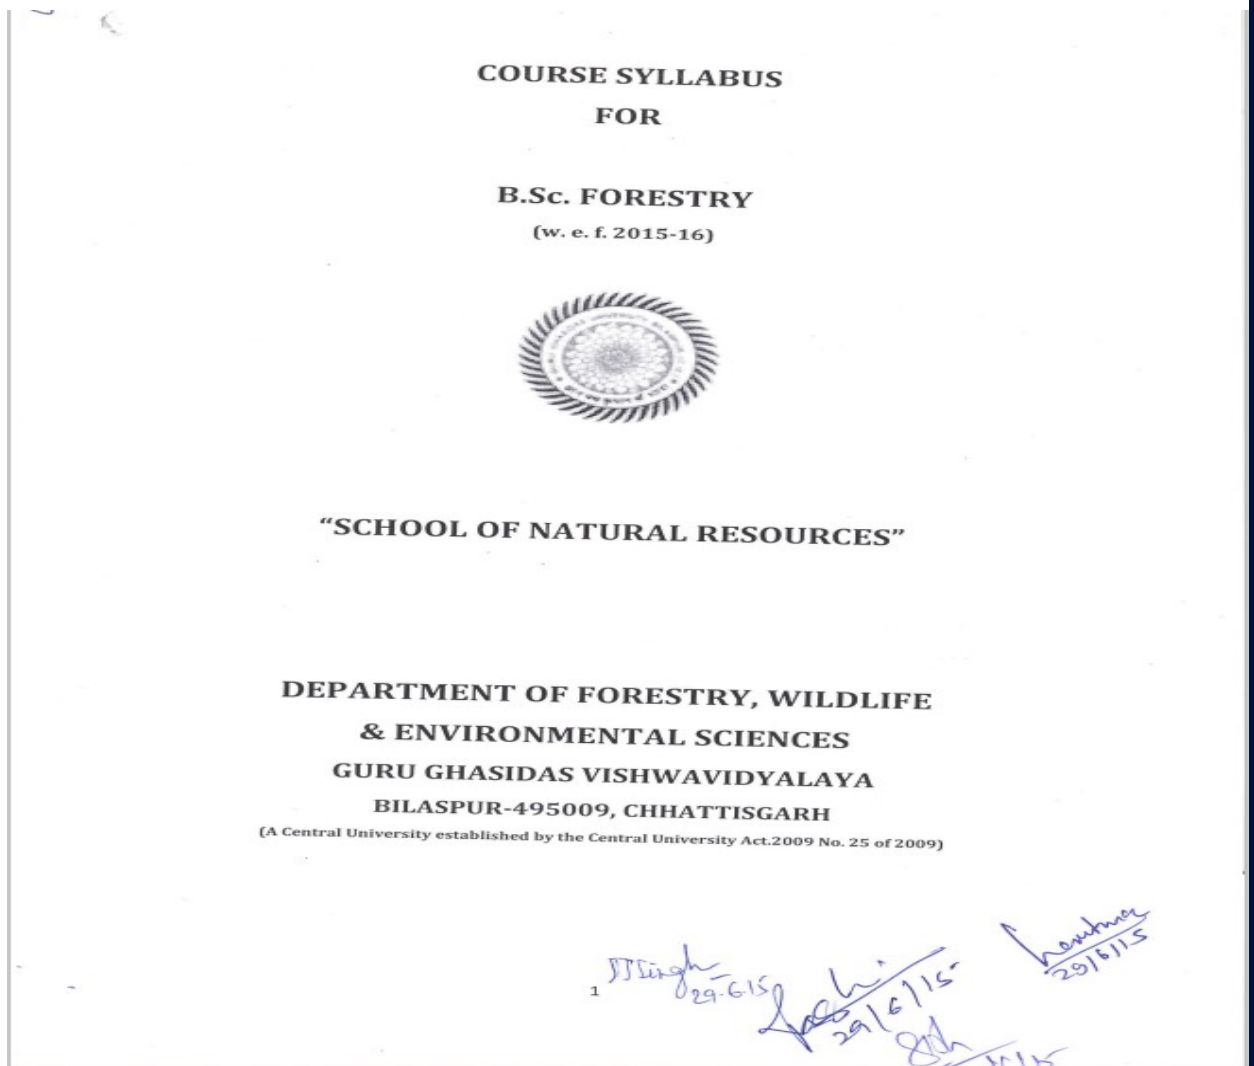 COURSE SYLLABUS
FOR
B.Sc. FORESTRY
(w. e. f. 2015-16)
“SCHOOL OF NATURAL RESOURCES”
DEPARTMENT OF FORESTRY, WILDLIFE
& ENVIRONMENTAL SCIENCES
GURU GHASIDAS VISHWAVIDYALAYA
BILASPUR-495009, CHHATTISGARH
(A Central University established by the Central University Act.2009 No. 25 of 2009)
Singh
29-6-15
29/6/15
29/6/15
1